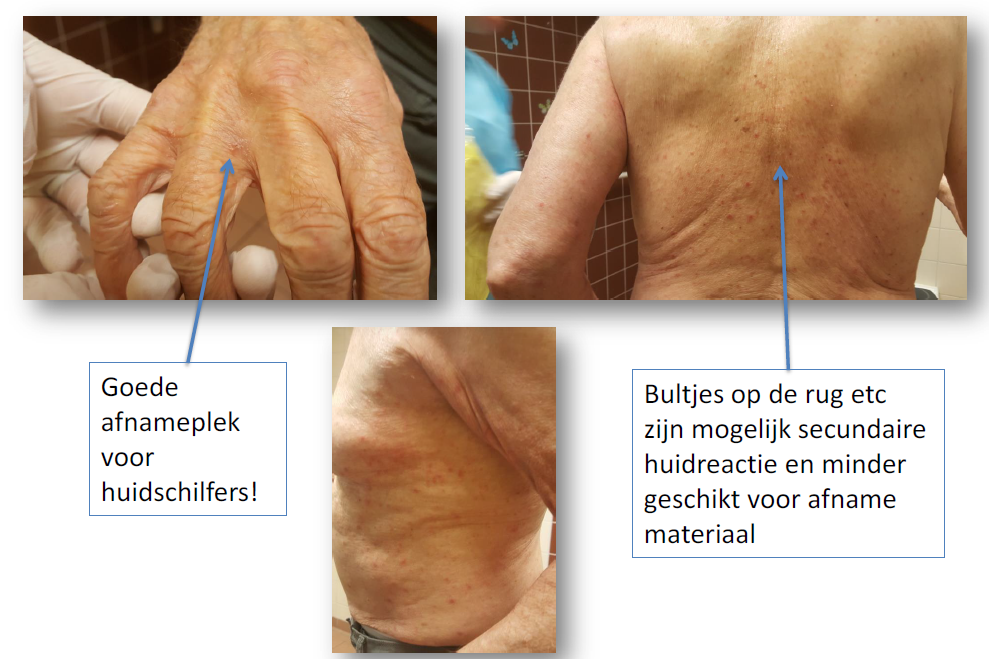 Goede
afnameplek
voor
huidschilfers!
Bultjes op de rug etc
zijn mogelijk secundaire
huidreactie en minder
geschikt voor afname
materiaal